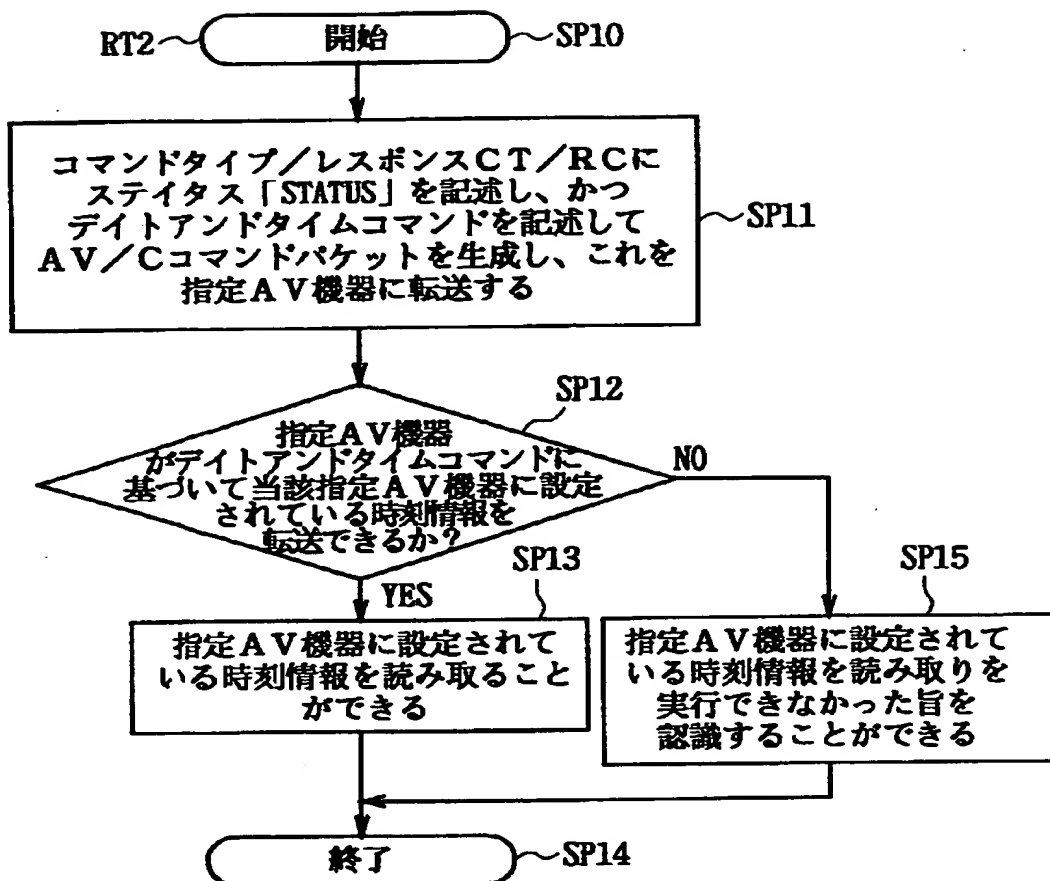 RT2
開始
SP10
コマンドタイプ／レスポンスＣＴ／ＲＣに
ステイタス「STATUS」を記述し、かつ
デイトアンドタイムコマンドを記述して
ＡＶ／Ｃコマンドパケットを生成し、これを
指定ＡＶ機器に転送する
SP11
SP12
指定ＡＶ機器
がデイトアンドタイムコマンドに
基づいて当該指定ＡＶ機器に設定
されている時刻情報を
転送できるか？
NO
YES
SP13
指定ＡＶ機器に設定されて
いる時刻情報を読み取ること
ができる
SP15
指定ＡＶ機器に設定されて
いる時刻情報を読み取りを
実行できなかった旨を
認識することができる
終了
SP14